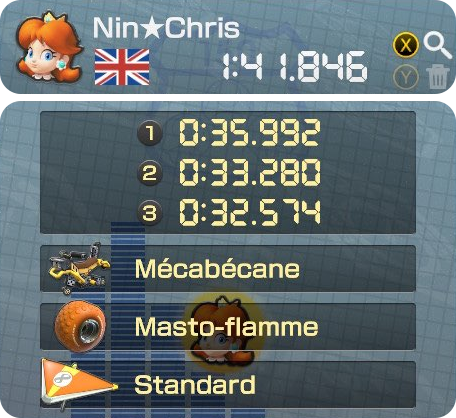 Nin★Chris
1:41.846
X
Y
1 0:35.992
2 0:33.280
3 0:32.574
Mécabécane
Masto-flamme
Standard